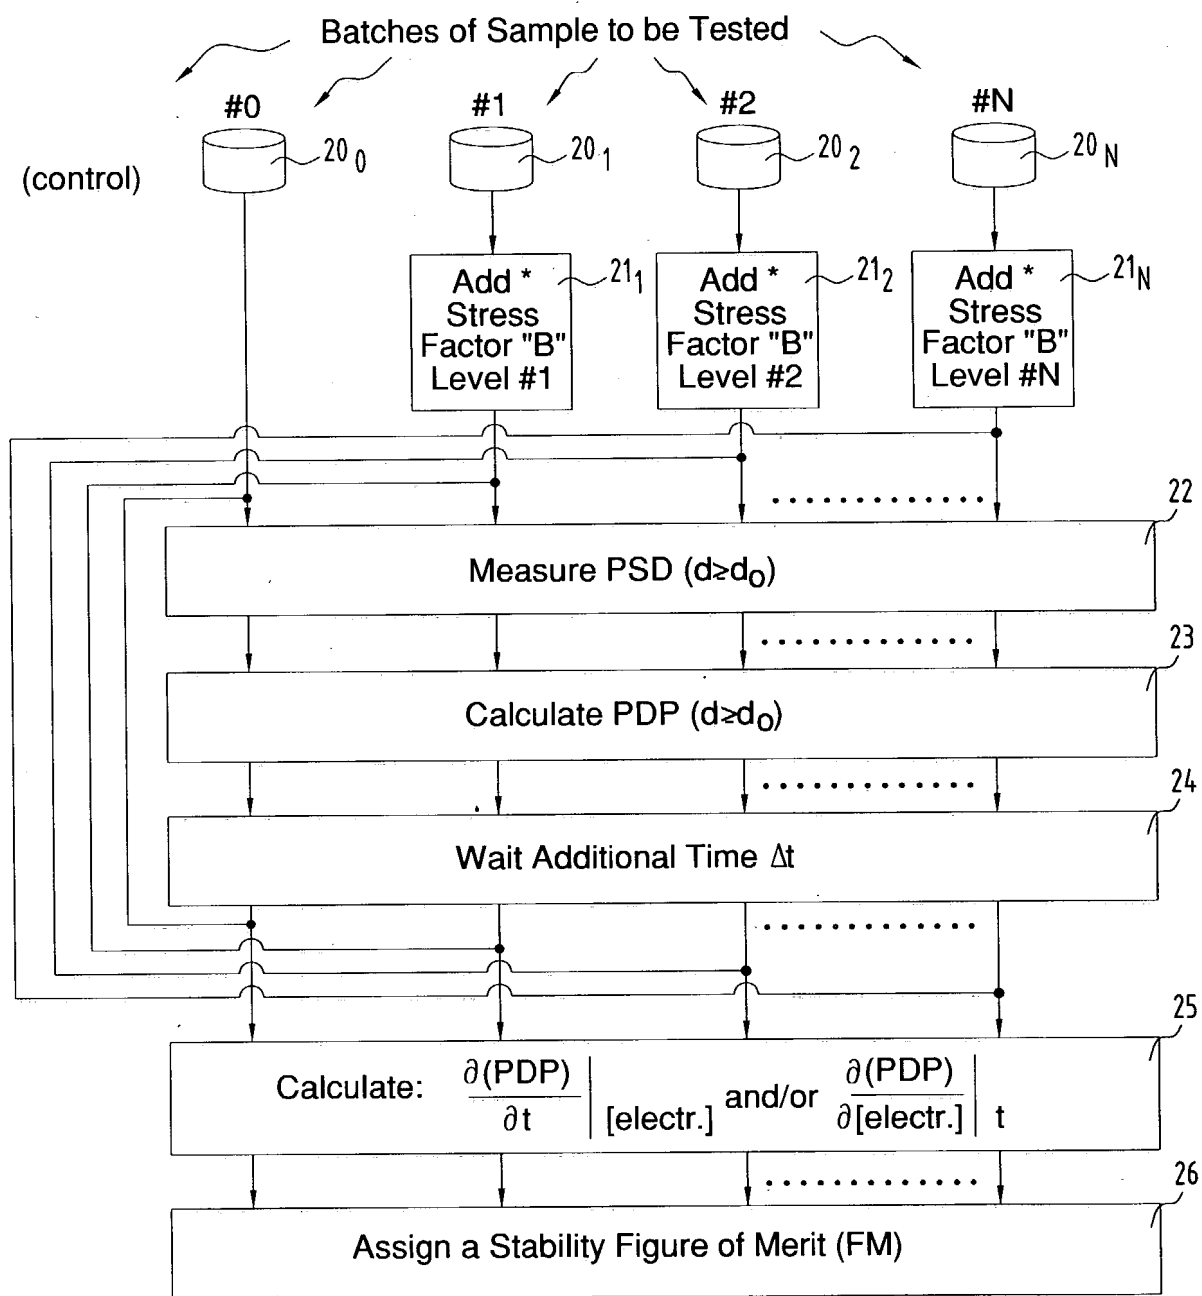 Batches of Sample to be Tested
#0
#1
#2
#N
20 0
20 1
20 2
20 N
(control)
Add *
Stress
Factor "B"
Level #1
21 1
Add *
Stress
Factor "B"
Level #2
21 2
Add *
Stress
Factor "B"
Level #N
21 N
22
Measure PSD (d≥do)
23
Calculate PDP (d≥do)
24
Wait Additional Time Δt
25
Calculate: ∂(PDP)/∂t | [electr.] and/or ∂(PDP)/∂[electr.] | t
26
Assign a Stability Figure of Merit (FM)